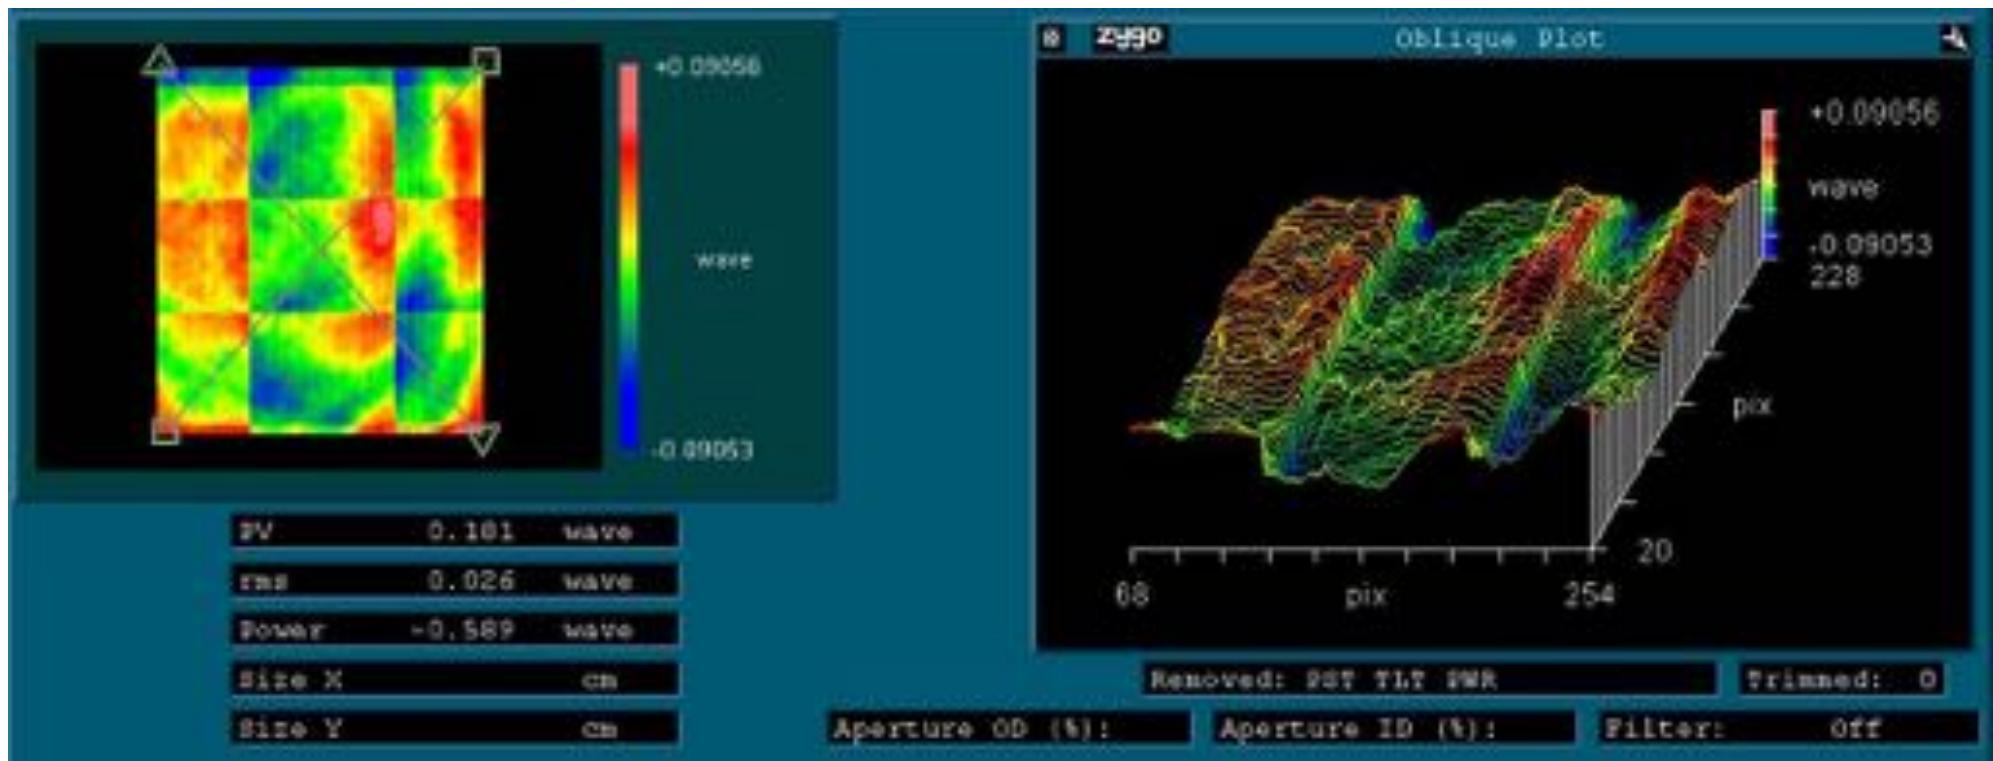 +0.09056
wave
-0.09053
PV 0.181 wave
rms 0.026 wave
Power -0.589 wave
Size X cm
Size Y cm
zygo
Oblique Plot
+0.09056
wave
-0.09053
228
pix
20
68 pix 254
Removed: PST TLT PWR
Trimmed: 0
Aperture OD (%):
Aperture ID (%):
Filter: Off